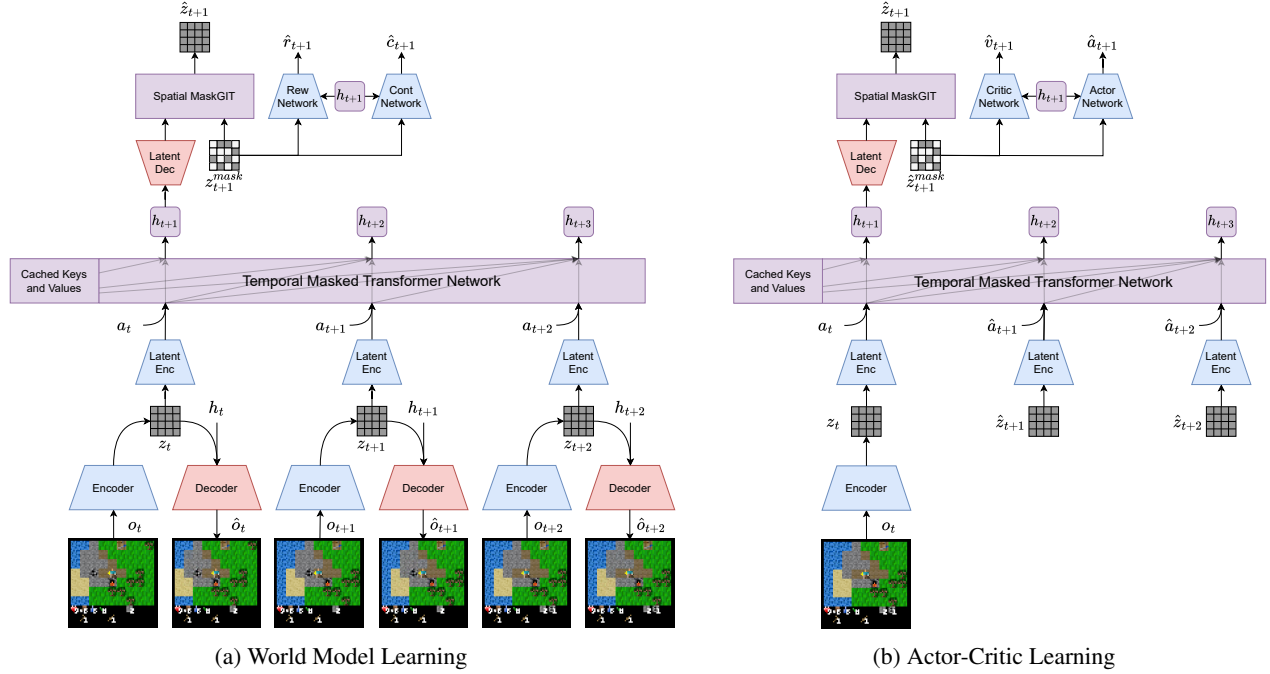 ẑ_{t+1}
r̂_{t+1}
ĉ_{t+1}
Spatial MaskGIT
Rew
Network
h_{t+1}
Cont
Network
Latent
Dec
z^{mask}_{t+1}
h_{t+1}
h_{t+2}
h_{t+3}
Cached Keys
and Values
Temporal Masked Transformer Network
a_t
a_{t+1}
a_{t+2}
Latent
Enc
Latent
Enc
Latent
Enc
z_t
h_t
z_{t+1}
h_{t+1}
z_{t+2}
h_{t+2}
Encoder
Decoder
Encoder
Decoder
Encoder
Decoder
o_t
ô_t
o_{t+1}
ô_{t+1}
o_{t+2}
ô_{t+2}
(a) World Model Learning
ẑ_{t+1}
v̂_{t+1}
â_{t+1}
Spatial MaskGIT
Critic
Network
h_{t+1}
Actor
Network
Latent
Dec
ẑ^{mask}_{t+1}
h_{t+1}
h_{t+2}
h_{t+3}
Cached Keys
and Values
Temporal Masked Transformer Network
a_t
â_{t+1}
â_{t+2}
Latent
Enc
Latent
Enc
Latent
Enc
z_t
ẑ_{t+1}
ẑ_{t+2}
Encoder
o_t
(b) Actor-Critic Learning